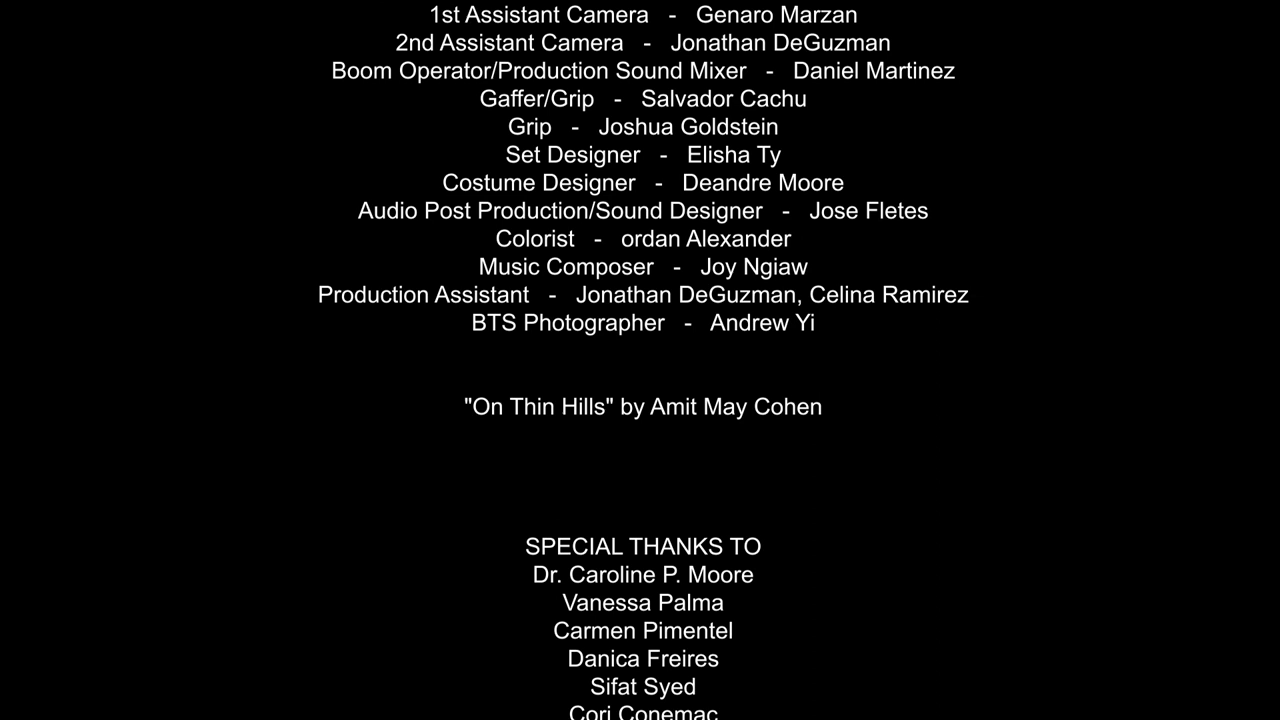 1st Assistant Camera - Genaro Marzan
2nd Assistant Camera - Jonathan DeGuzman
Boom Operator/Production Sound Mixer - Daniel Martinez
Gaffer/Grip - Salvador Cachu
Grip - Joshua Goldstein
Set Designer - Elisha Ty
Costume Designer - Deandre Moore
Audio Post Production/Sound Designer - Jose Fletes
Colorist - ordan Alexander
Music Composer - Joy Ngiaw
Production Assistant - Jonathan DeGuzman, Celina Ramirez
BTS Photographer - Andrew Yi
"On Thin Hills" by Amit May Cohen
SPECIAL THANKS TO
Dr. Caroline P. Moore
Vanessa Palma
Carmen Pimentel
Danica Freires
Sifat Syed
Cori Conemac